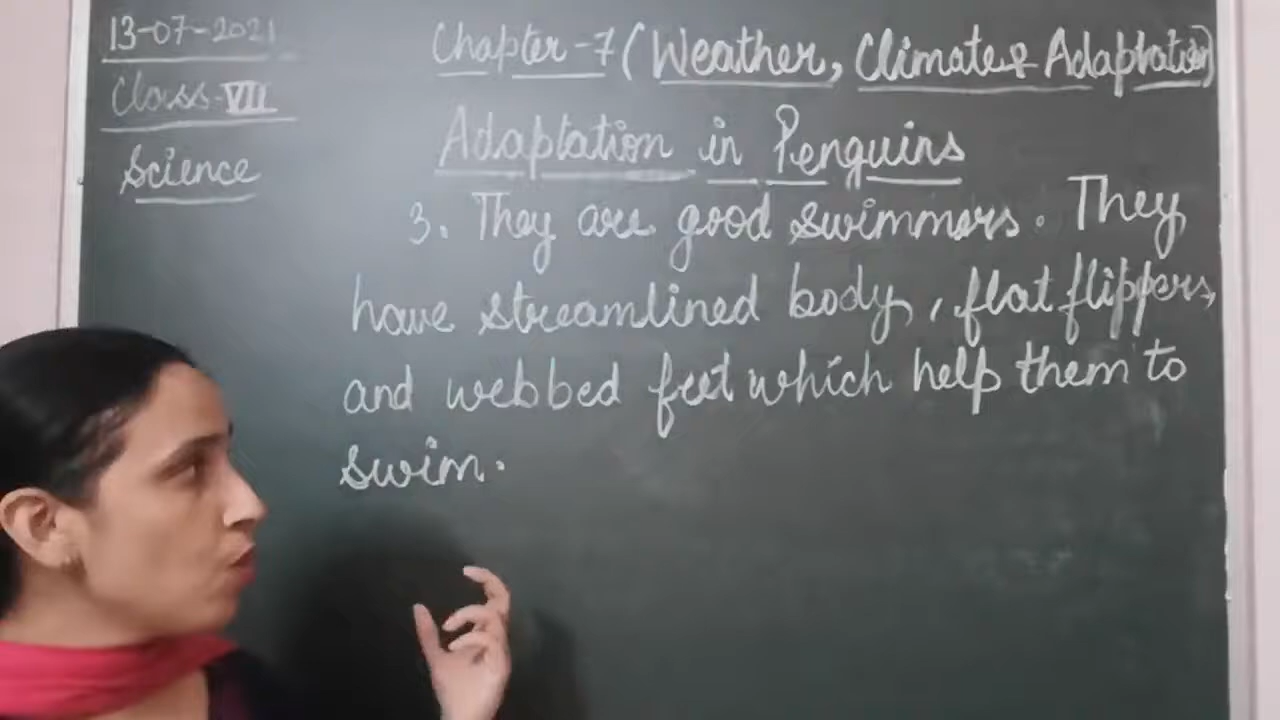 13-07-2021
Class-VII
Science
Chapter-7 (Weather, Climate & Adaptation)
Adaptation in Penguins
3. They are good swimmers. They
have streamlined body, flat flippers,
and webbed feet which help them to
swim.